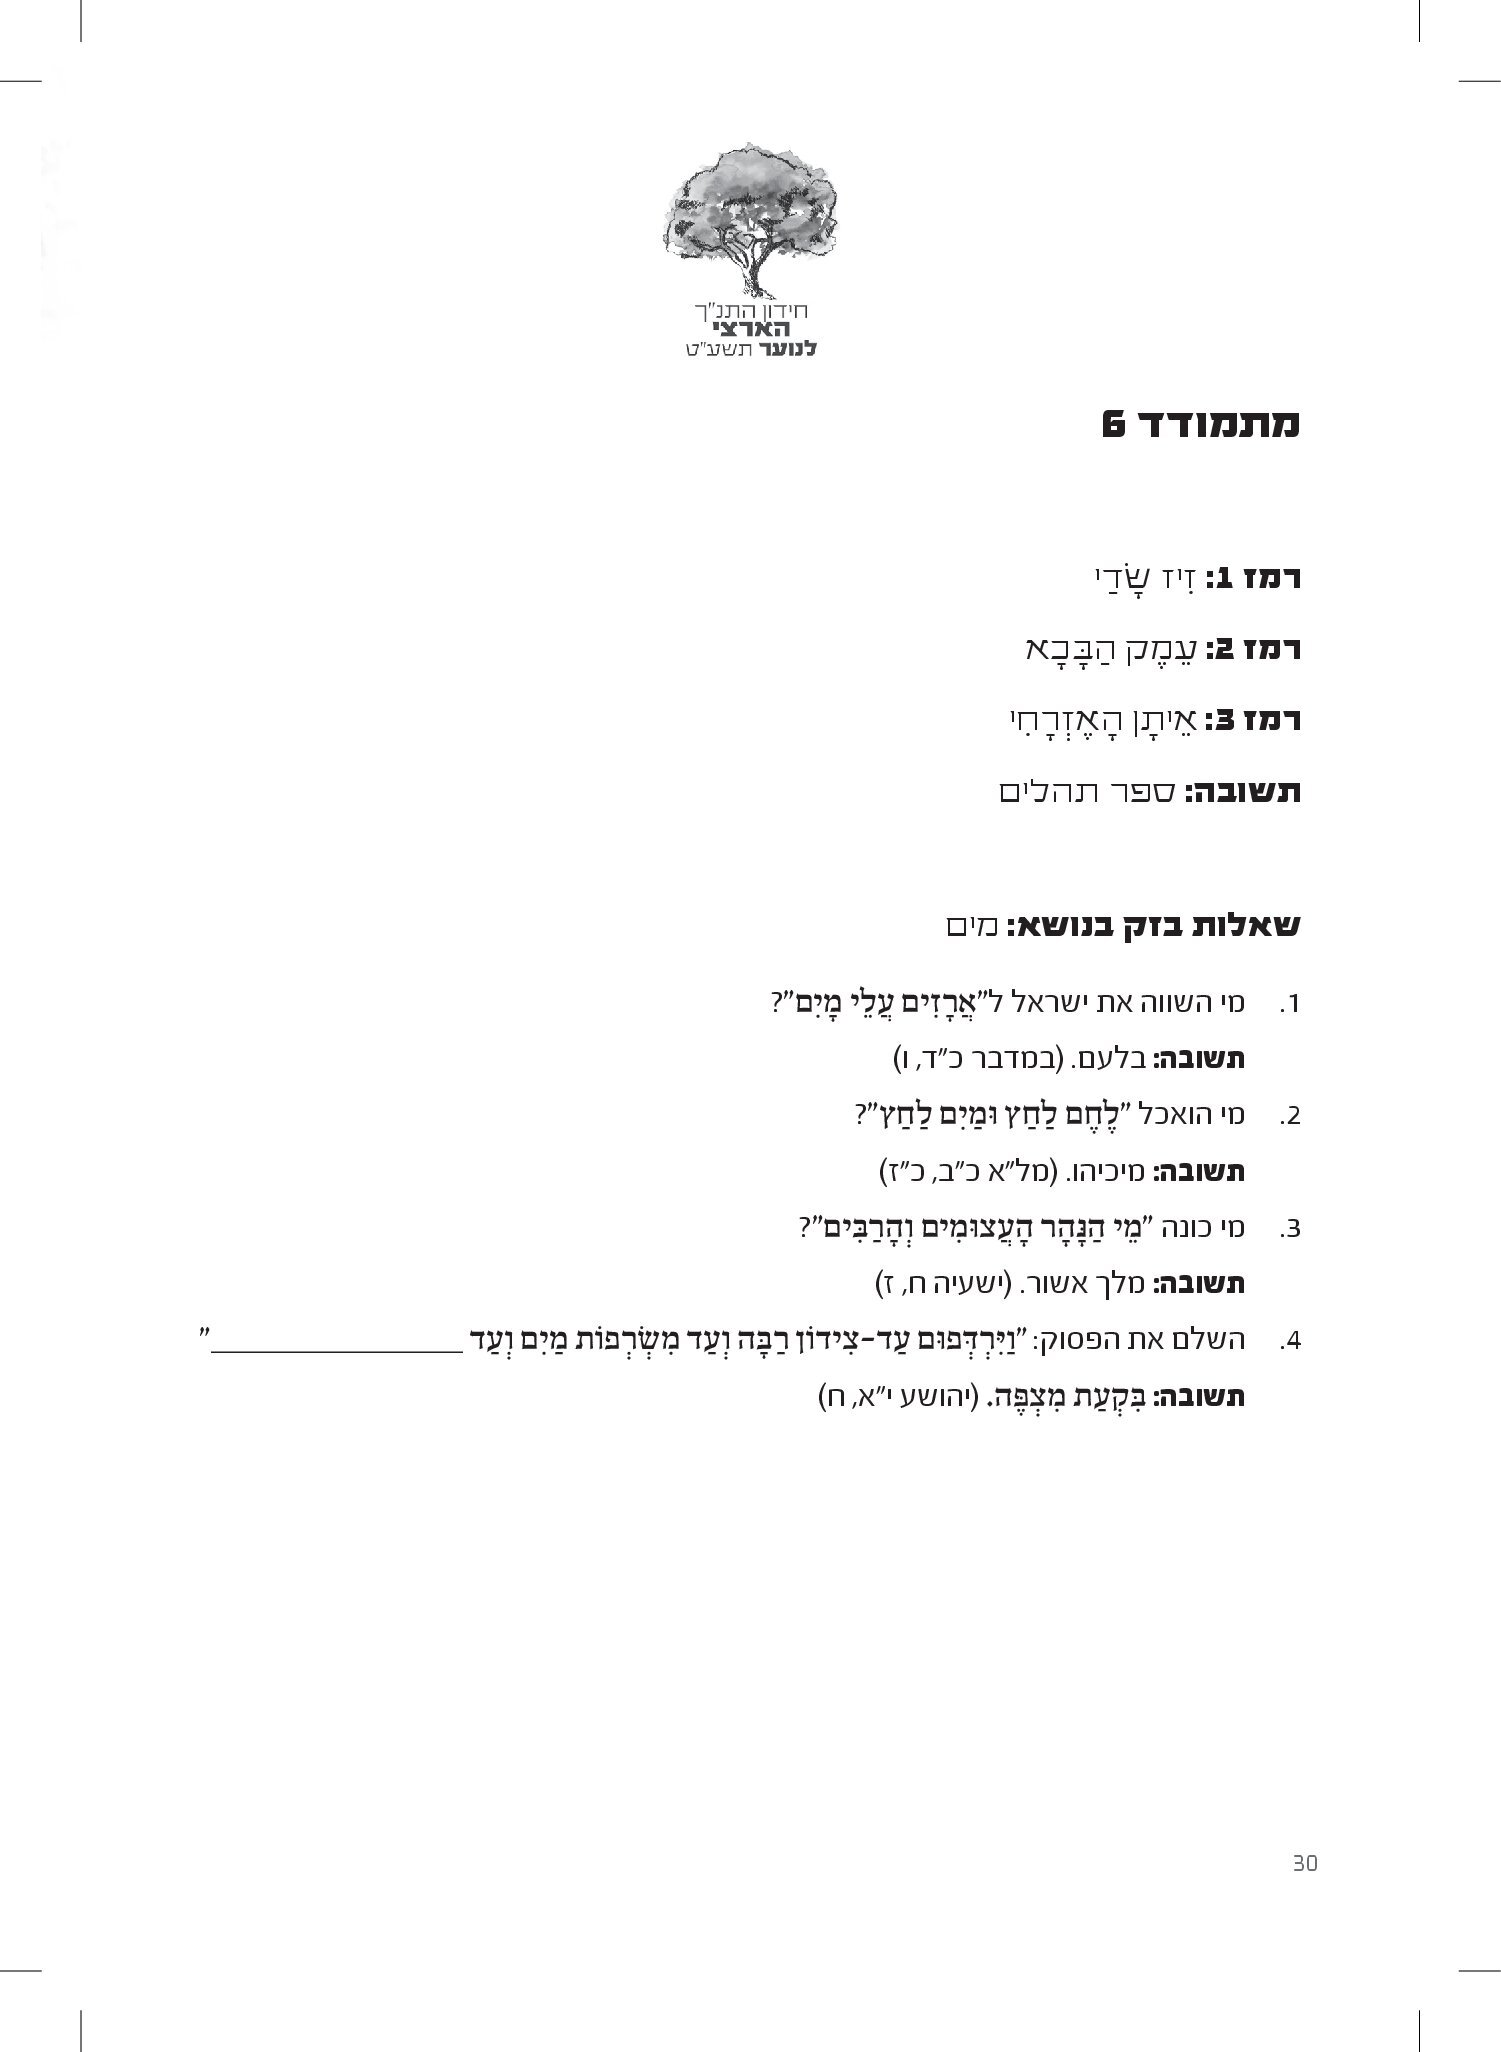 חידון התנ"ך
הארצי
לנוער תשע"ט
מתמודד 6
רמז 1: זִיז שָׂדַי
רמז 2: עֵמֶק הַבָּכָא
רמז 3: אֵיתָן הָאֶזְרָחִי
תשובה: ספר תהלים
שאלות בזק בנושא: מים
1. מי השווה את ישראל ל"אֲרָזִים עֲלֵי מָיִם"?
תשובה: בלעם. (במדבר כ"ד, ו)
2. מי הואכל "לֶחֶם לַחַץ וּמַיִם לַחַץ"?
תשובה: מיכיהו. (מל"א כ"ב, כ"ז)
3. מי כונה "מֵי הַנָּהָר הָעֲצוּמִים וְהָרַבִּים"?
תשובה: מלך אשור. (ישעיה ח, ז)
4. השלם את הפסוק: "וַיִּרְדְּפוּם עַד-צִידוֹן רַבָּה וְעַד מִשְׂרְפוֹת מַיִם וְעַד ________________"
תשובה: בִּקְעַת מִצְפֶּה. (יהושע י"א, ח)
30